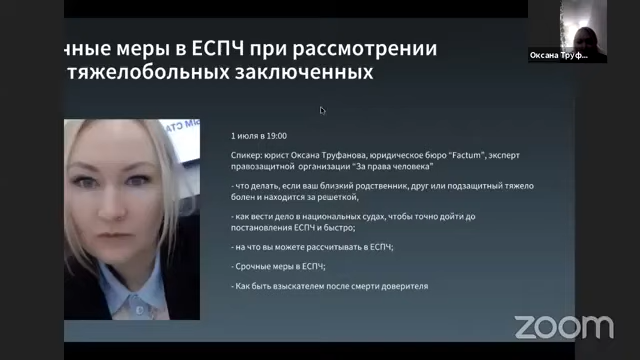 нные меры в ЕСПЧ при рассмотрении
тяжелобольных заключенных
Оксана Труф...
1 июля в 19:00
Спикер: юрист Оксана Труфанова, юридическое бюро “Factum”, эксперт
правозащитной организации “За права человека”
- что делать, если ваш близкий родственник, друг или подзащитный тяжело
болен и находится за решеткой,
- как вести дело в национальных судах, чтобы точно дойти до
постановления ЕСПЧ и быстро;
- на что вы можете рассчитывать в ЕСПЧ;
- Срочные меры в ЕСПЧ;
- Как быть взыскателем после смерти доверителя
zoom